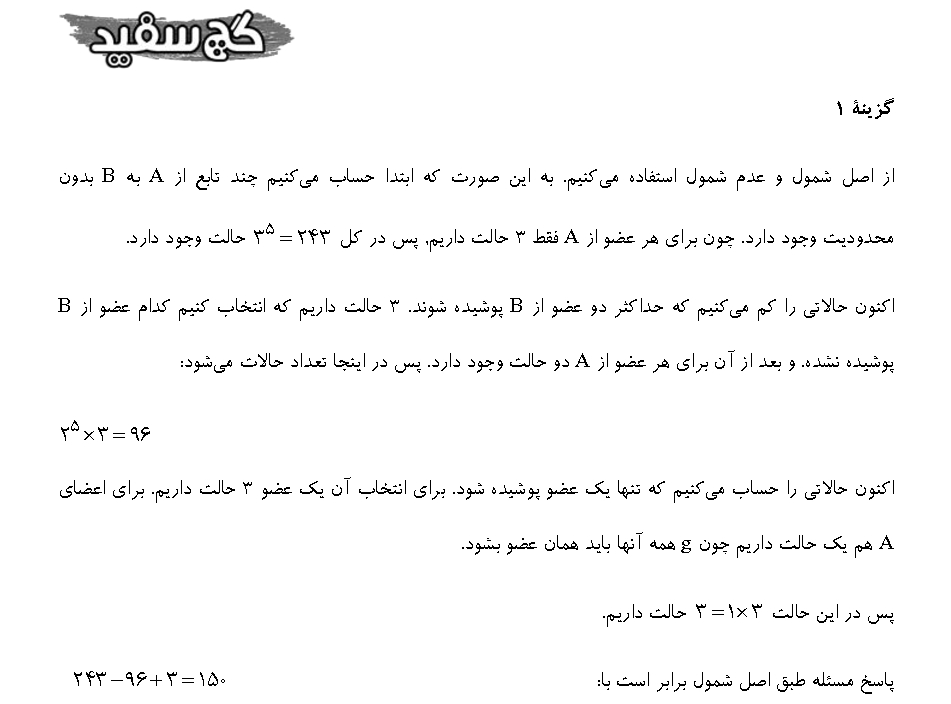 گچ سفید
گزینهٔ ۱
از اصل شمول و عدم شمول استفاده می‌کنیم. به این صورت که ابتدا حساب می‌کنیم چند تابع از A به B بدون
محدودیت وجود دارد. چون برای هر عضو از A فقط ۳ حالت داریم، پس در کل ۳⁵ = ۲۴۳ حالت وجود دارد.
اکنون حالاتی را کم می‌کنیم که حداکثر دو عضو از B پوشیده شوند. ۳ حالت داریم که انتخاب کنیم کدام عضو از B
پوشیده نشده. و بعد از آن برای هر عضو از A دو حالت وجود دارد. پس در اینجا تعداد حالات می‌شود:
۲⁵ × ۳ = ۹۶
اکنون حالاتی را حساب می‌کنیم که تنها یک عضو پوشیده شود. برای انتخاب آن یک عضو ۳ حالت داریم. برای اعضای
A هم یک حالت داریم چون g همه آنها باید همان عضو بشود.
پس در این حالت ۳ = ۱ × ۳ حالت داریم.
پاسخ مسئله طبق اصل شمول برابر است با: ۲۴۳ − ۹۶ + ۳ = ۱۵۰